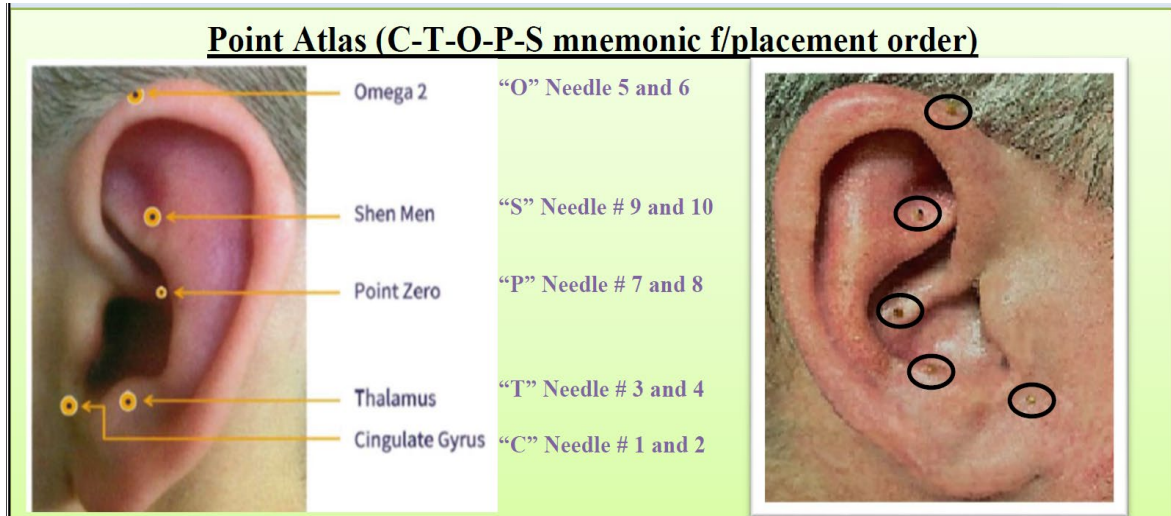 Point Atlas (C-T-O-P-S mnemonic f/placement order)
Omega 2 “O” Needle 5 and 6
Shen Men “S” Needle # 9 and 10
Point Zero “P” Needle # 7 and 8
Thalamus “T” Needle # 3 and 4
Cingulate Gyrus “C” Needle # 1 and 2